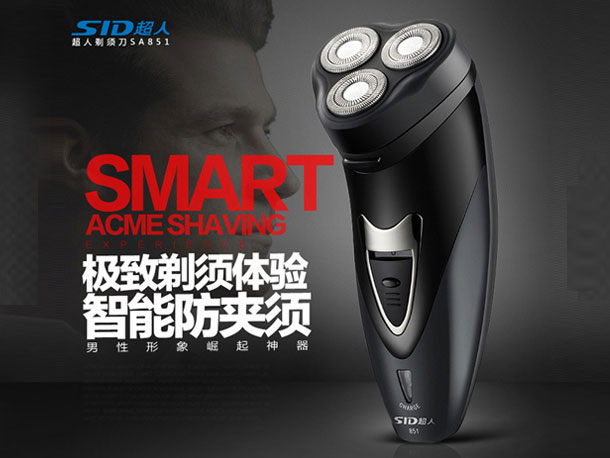 SID超人
超人剃须刀SA851
SMART
ACME SHAVING
EXPERIENCE
极致剃须体验
智能防夹须
男性形象崛起神器
CHARGE
SID超人
851